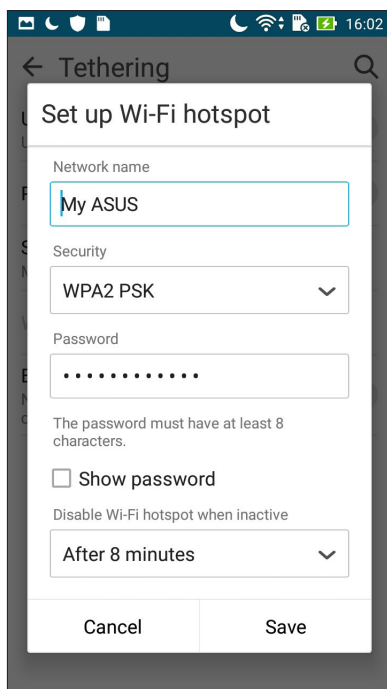 16:02
Tethering
Set up Wi-Fi hotspot
Network name
My ASUS
Security
WPA2 PSK
Password
••••••••••••
The password must have at least 8
characters.
Show password
Disable Wi-Fi hotspot when inactive
After 8 minutes
Cancel
Save